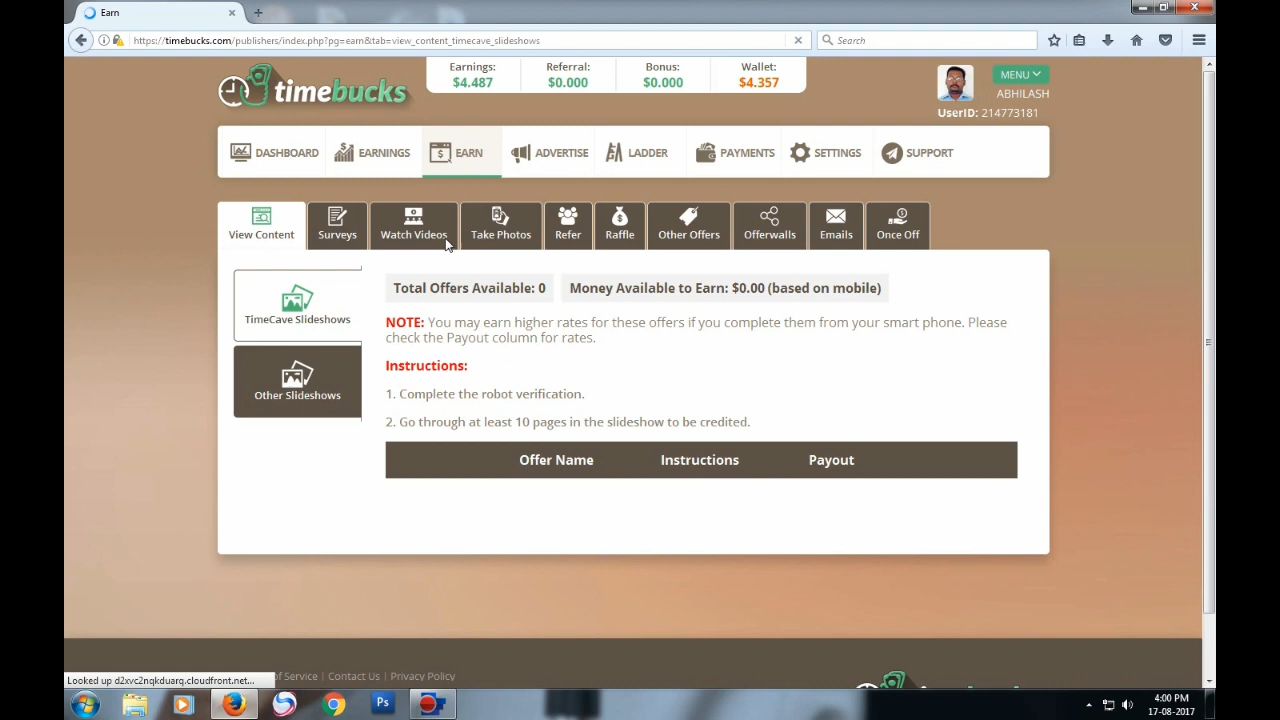 Earn
https://timebucks.com/publishers/index.php?pg=earn&tab=view_content_timecave_slideshows
Search
timebucks
Earnings:
$4.487
Referral:
$0.000
Bonus:
$0.000
Wallet:
$4.357
MENU
ABHILASH
UserID: 214773181
DASHBOARD
EARNINGS
EARN
ADVERTISE
LADDER
PAYMENTS
SETTINGS
SUPPORT
View Content
Surveys
Watch Videos
Take Photos
Refer
Raffle
Other Offers
Offerwalls
Emails
Once Off
TimeCave Slideshows
Other Slideshows
Total Offers Available: 0
Money Available to Earn: $0.00 (based on mobile)
NOTE: You may earn higher rates for these offers if you complete them from your smart phone. Please
check the Payout column for rates.
Instructions:
1. Complete the robot verification.
2. Go through at least 10 pages in the slideshow to be credited.
Offer Name Instructions Payout
of Service | Contact Us | Privacy Policy
Looked up d2xvc2nqkduarq.cloudfront.net...
Ps
4:00 PM
17-08-2017